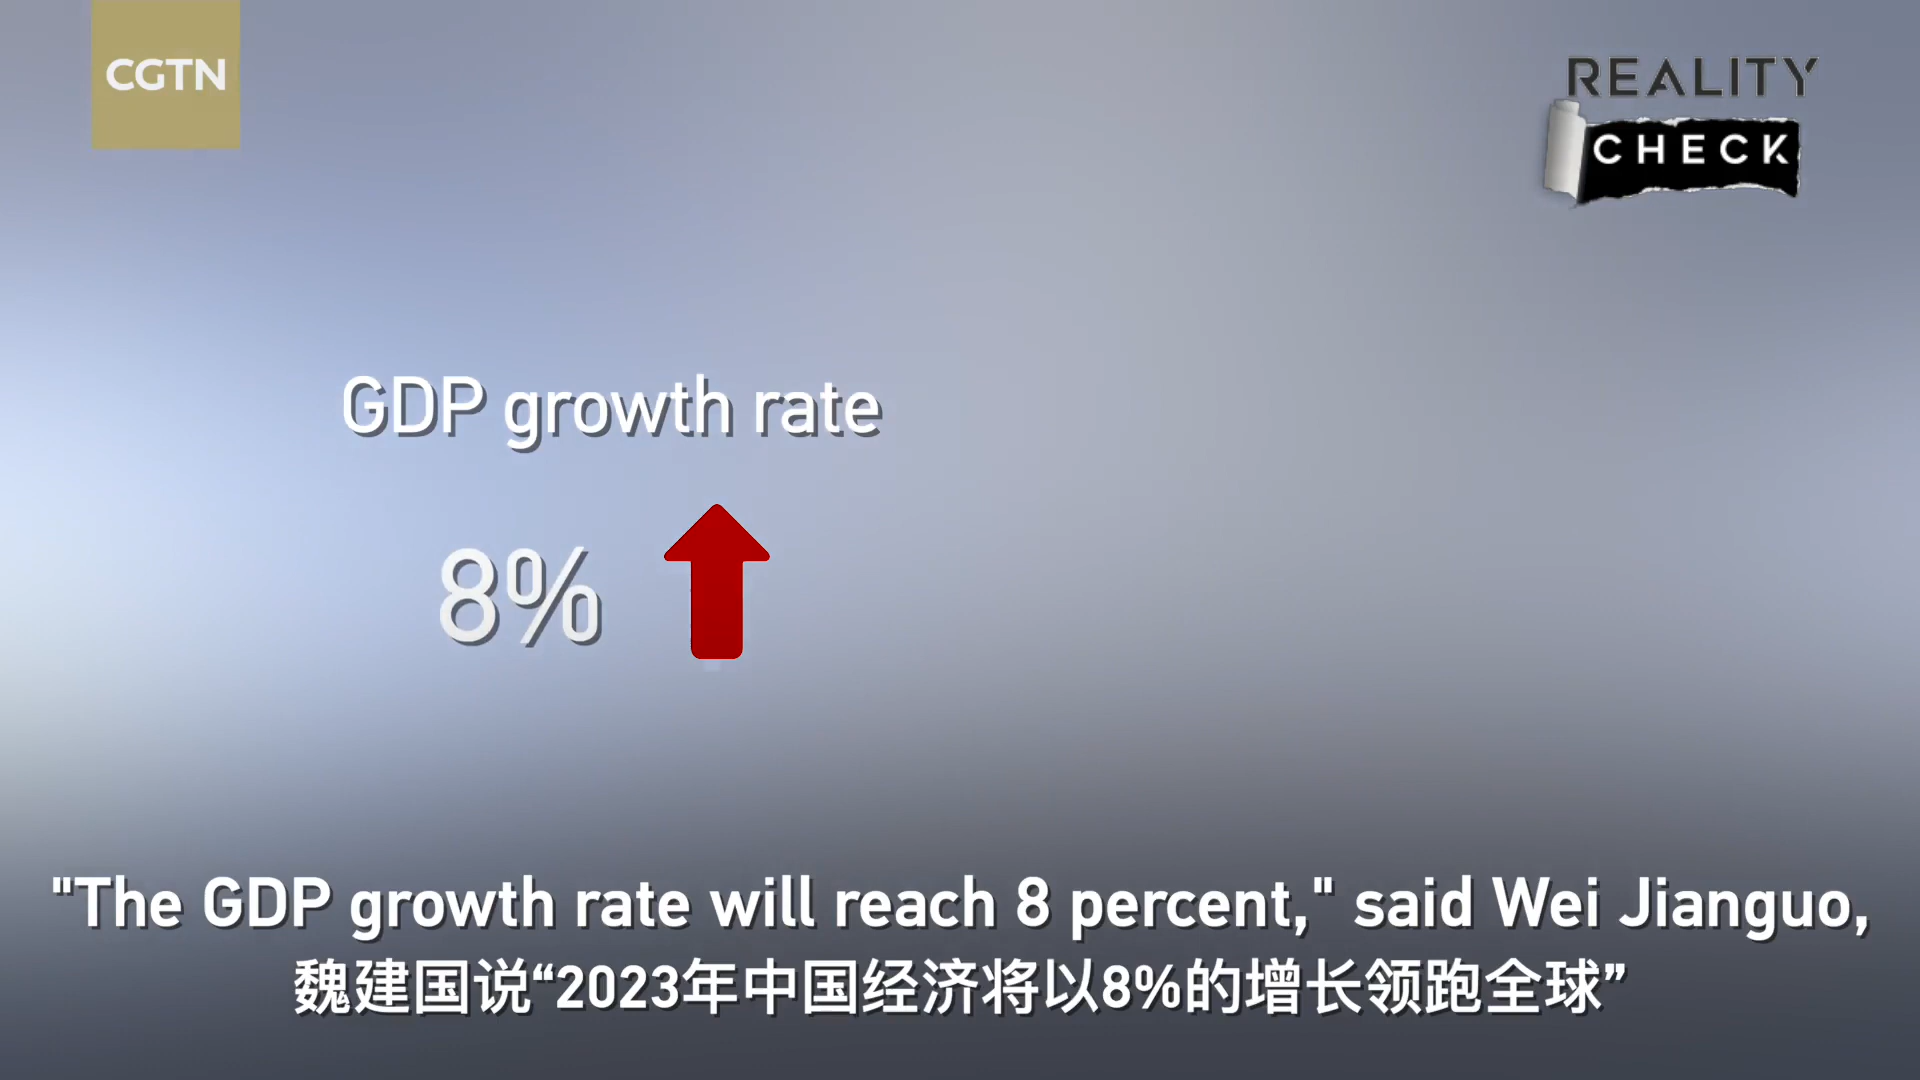 CGTN
REALITY
CHECK
GDP growth rate
8%
"The GDP growth rate will reach 8 percent," said Wei Jianguo,
魏建国说“2023年中国经济将以8%的增长领跑全球”